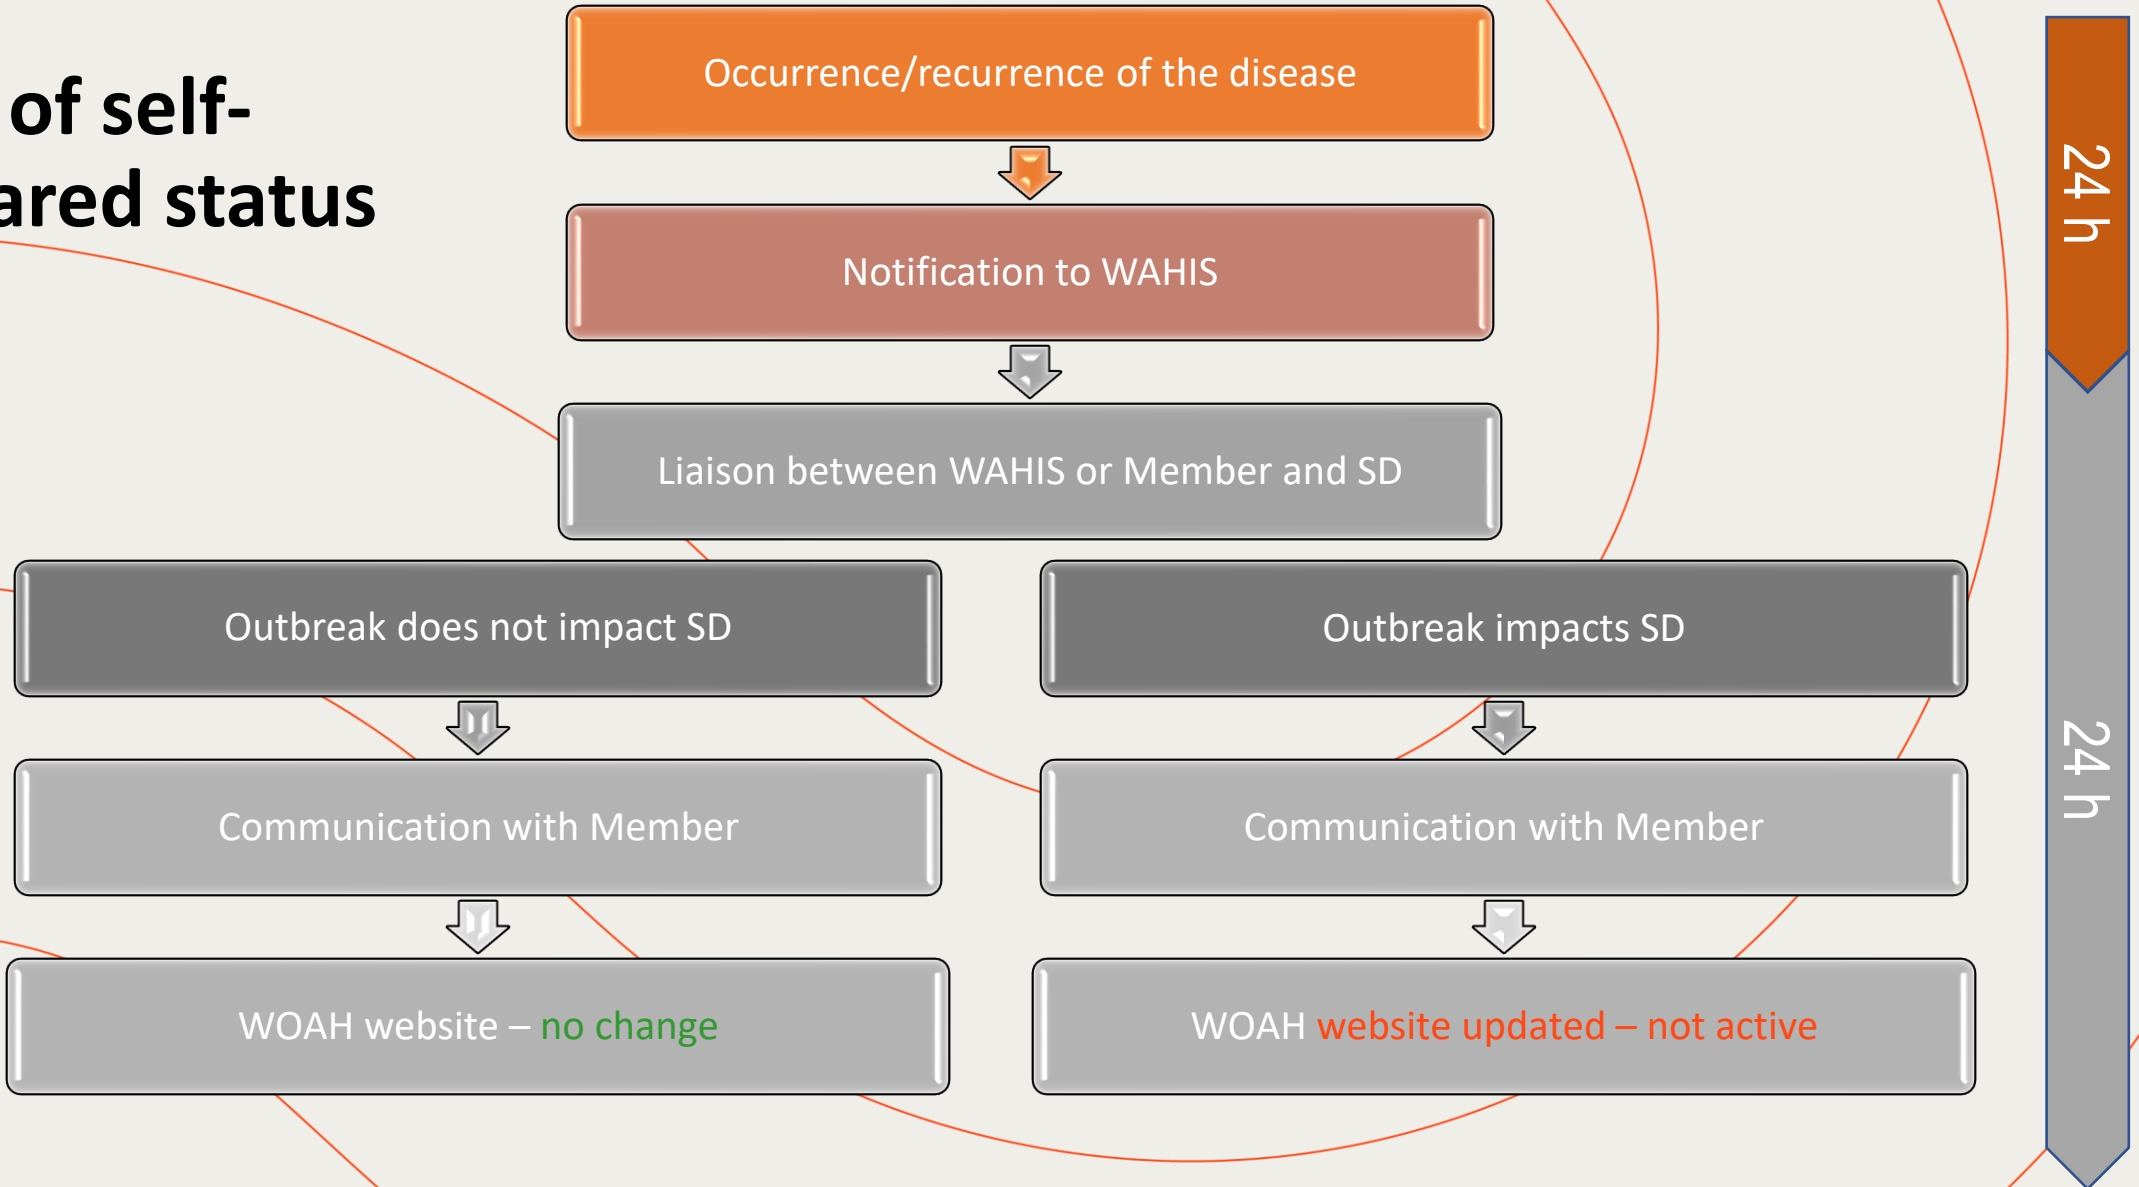 of self-
ared status
Occurrence/recurrence of the disease
Notification to WAHIS
Liaison between WAHIS or Member and SD
Outbreak does not impact SD
Outbreak impacts SD
Communication with Member
Communication with Member
WOAH website – no change
WOAH website updated – not active
24 h
24 h